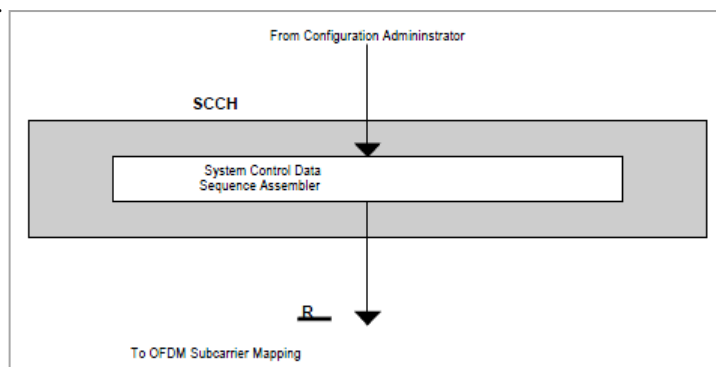 From Configuration Admininstrator
SCCH
System Control Data
Sequence Assembler
R
To OFDM Subcarrier Mapping